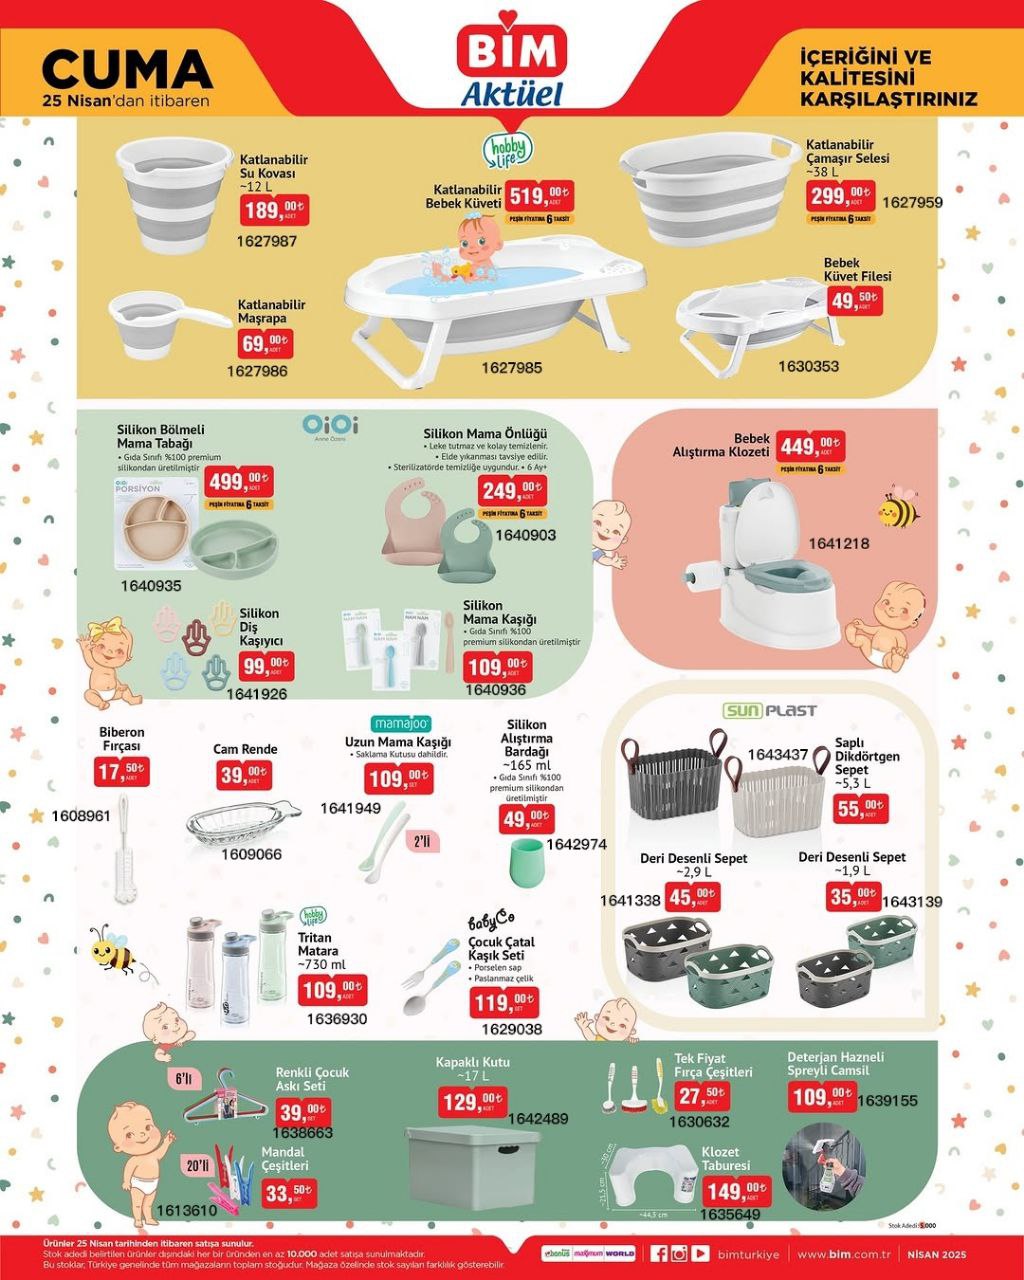 CUMA
25 Nisan'dan itibaren
BİM
Aktüel
İÇERİĞİNİ VE
KALİTESİNİ
KARŞILAŞTIRINIZ
Katlanabilir
Su Kovası
~12 L
189,00₺
ADET
1627987
hobby
life
Katlanabilir
Bebek Küveti
519,00₺
ADET
PEŞİN FİYATINA 6 TAKSİT
1627985
Katlanabilir
Çamaşır Selesi
~38 L
299,00₺
ADET
PEŞİN FİYATINA 6 TAKSİT
1627959
Katlanabilir
Maşrapa
69,00₺
ADET
1627986
Bebek
Küvet Filesi
49,50₺
ADET
1630353
OiOi
Anne Özeni
Silikon Bölmeli
Mama Tabağı
• Gıda Sınıfı %100 premium
silikondan üretilmiştir
499,00₺
ADET
PEŞİN FİYATINA 6 TAKSİT
PORSİYON
1640935
Silikon Mama Önlüğü
• Leke tutmaz ve kolay temizlenir.
• Elde yıkanması tavsiye edilir.
• Sterilizatörde temizliğe uygundur. • 6 Ay+
249,00₺
ADET
PEŞİN FİYATINA 6 TAKSİT
1640903
Silikon
Diş
Kaşıyıcı
99,00₺
ADET
1641926
Silikon
Mama Kaşığı
• Gıda Sınıfı %100
premium silikondan üretilmiştir
109,00₺
ADET
NAM NAM
NAM NAM
1640936
Bebek
Alıştırma Klozeti
449,00₺
ADET
PEŞİN FİYATINA 6 TAKSİT
1641218
Biberon
Fırçası
17,50₺
ADET
1608961
Cam Rende
39,00₺
ADET
1609066
mamajoo
Uzun Mama Kaşığı
• Saklama Kutusu dahildir.
109,00₺
1641949
2'li
Silikon
Alıştırma
Bardağı
~165 ml
• Gıda Sınıfı %100
premium silikondan
üretilmiştir
49,00₺
ADET
1642974
SUN PLAST
1643437
Saplı
Dikdörtgen
Sepet
~5,3 L
55,00₺
ADET
Deri Desenli Sepet
~2,9 L
1641338
45,00₺
ADET
Deri Desenli Sepet
~1,9 L
35,00₺
ADET
1643139
hobby
life
Tritan
Matara
~730 ml
109,00₺
ADET
1636930
babyCo
Çocuk Çatal
Kaşık Seti
• Porselen sap
• Paslanmaz çelik
119,00₺
SET
1629038
6'lı
Renkli Çocuk
Askı Seti
39,00₺
SET
1638663
20'li
Mandal
Çeşitleri
33,50₺
SET
1613610
Kapaklı Kutu
~17 L
129,00₺
ADET
1642489
Tek Fiyat
Fırça Çeşitleri
27,50₺
ADET
1630632
Deterjan Hazneli
Spreyli Camsil
109,00₺
ADET
1639155
Klozet
Taburesi
149,00₺
ADET
~30 cm
~21,5 cm
~44,5 cm
1635649
Stok Adedi: 5.000
Ürünler 25 Nisan tarihinden itibaren satışa sunulur.
Stok adedi belirtilen ürünler dışındaki her bir üründen en az 10.000 adet satışa sunulmaktadır.
Bu stoklar, Türkiye genelinde tüm mağazaların toplam stoğudur. Mağaza özelinde stok sayıları farklılık gösterebilir.
bonus maximum WORLD
bimturkiye
www.bim.com.tr
NİSAN 2025